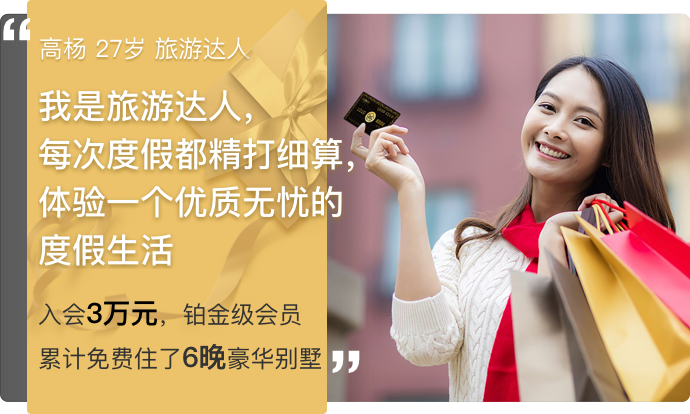 “
高杨 27岁 旅游达人
我是旅游达人，
每次度假都精打细算，
体验一个优质无忧的
度假生活
入会3万元，铂金级会员
累计免费住了6晚豪华别墅 ”